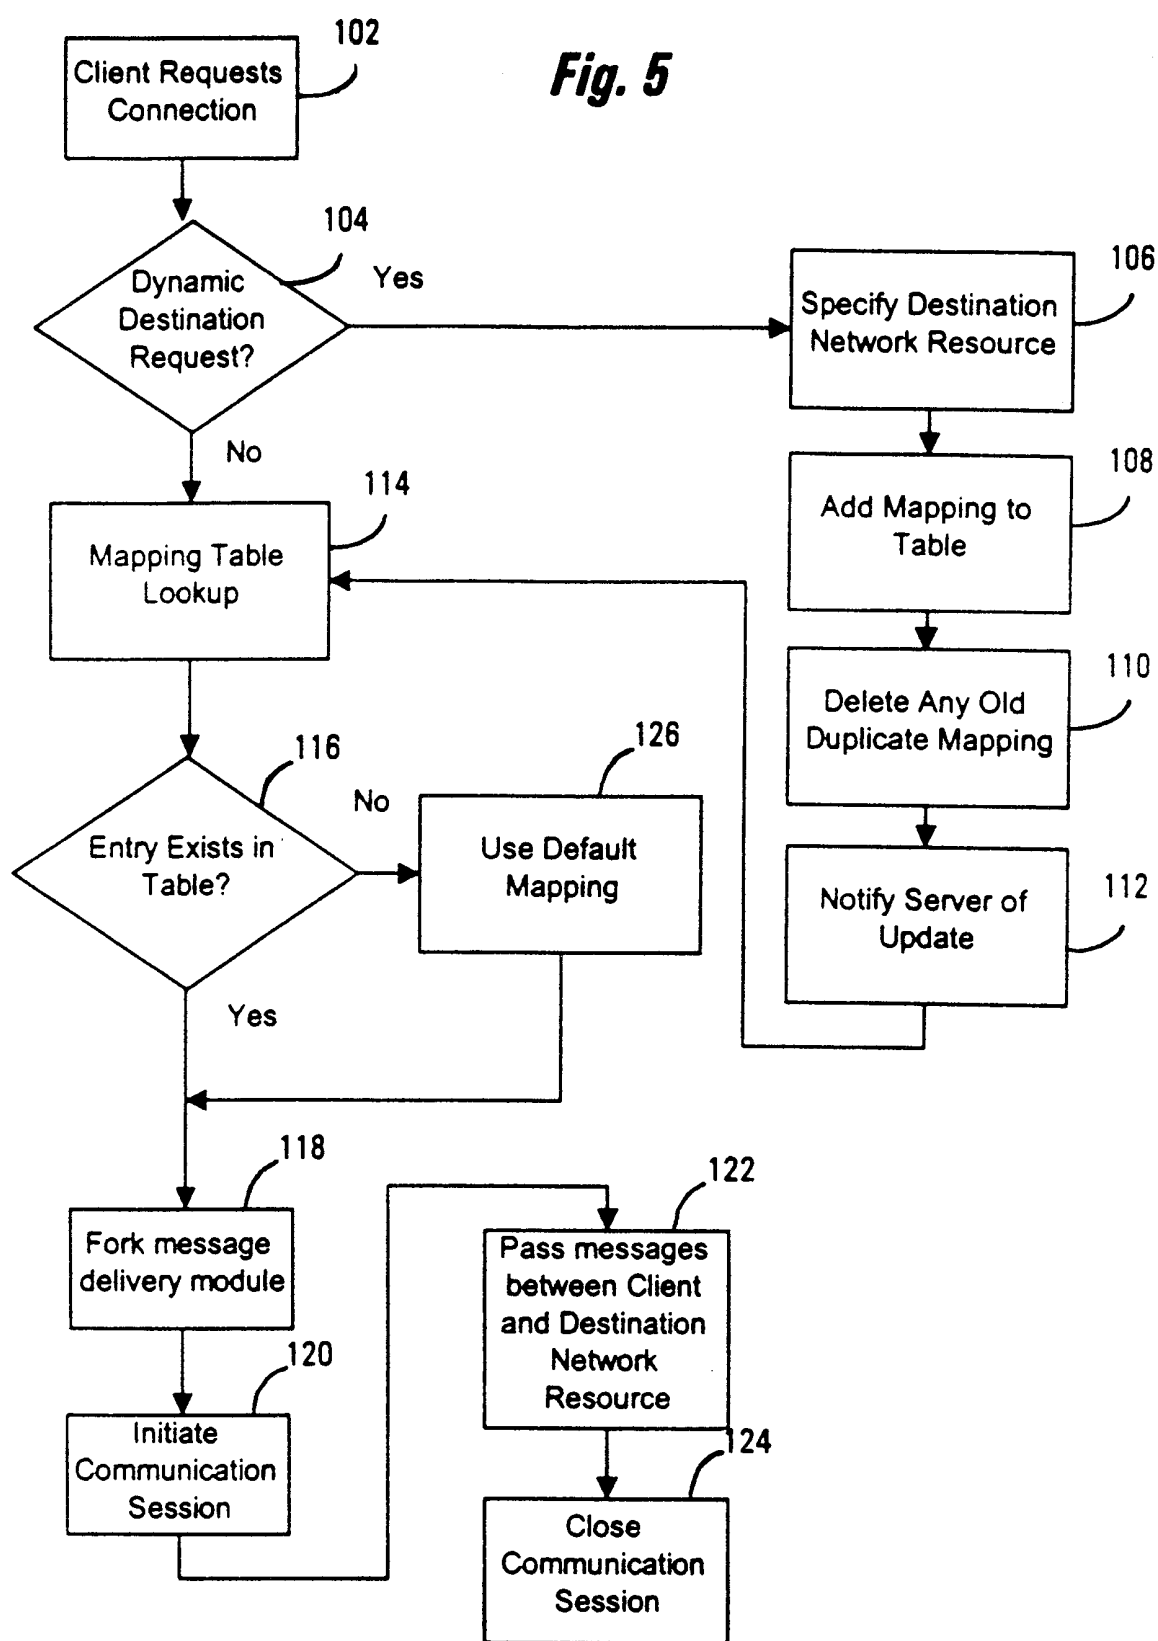 Fig. 5
102
Client Requests
Connection
104
Dynamic
Destination
Request?
Yes
No
106
Specify Destination
Network Resource
108
Add Mapping to
Table
110
Delete Any Old
Duplicate Mapping
112
Notify Server of
Update
114
Mapping Table
Lookup
116
Entry Exists in
Table?
No
Yes
126
Use Default
Mapping
118
Fork message
delivery module
120
Initiate
Communication
Session
122
Pass messages
between Client
and Destination
Network
Resource
124
Close
Communication
Session